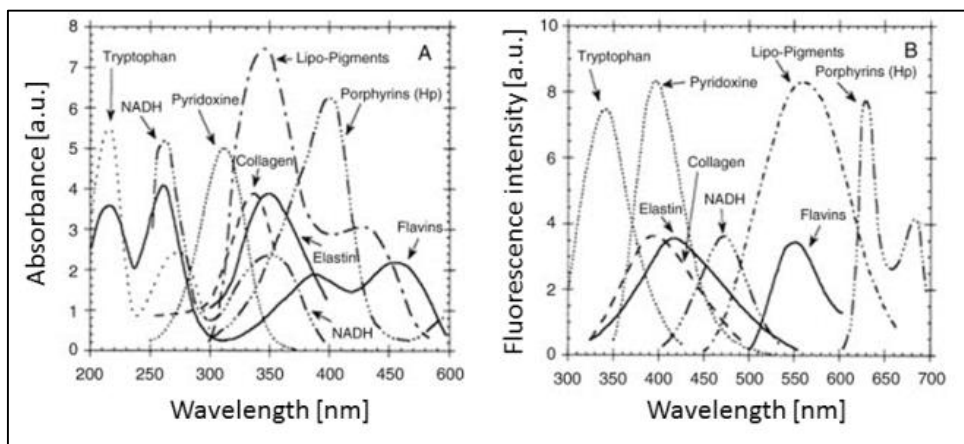 A
Absorbance [a.u.]
8
7
6
5
4
3
2
1
0
Tryptophan
NADH
Pyridoxine
Lipo-Pigments
Porphyrins (Hp)
Collagen
Elastin
Flavins
NADH
200 250 300 350 400 450 500 550 600
Wavelength [nm]
B
Fluorescence intensity [a.u.]
10
8
6
4
2
0
Tryptophan
Lipo-Pigments
Porphyrins (Hp)
Pyridoxine
Collagen
Elastin
NADH
Flavins
300 350 400 450 500 550 600 650 700
Wavelength [nm]